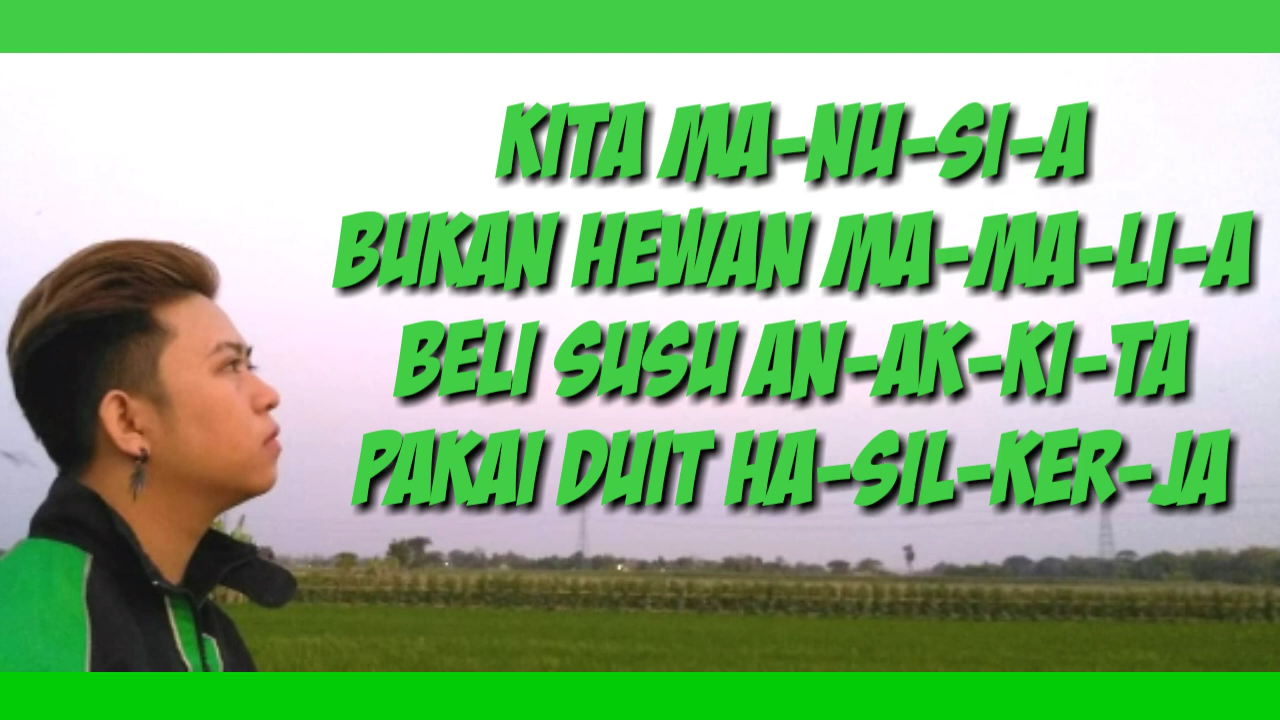 KITA MA-NU-SI-A
BUKAN HEWAN MA-MA-LI-A
BELI SUSU AN-AK-KI-TA
PAKAI DUIT HA-SIL-KER-JA